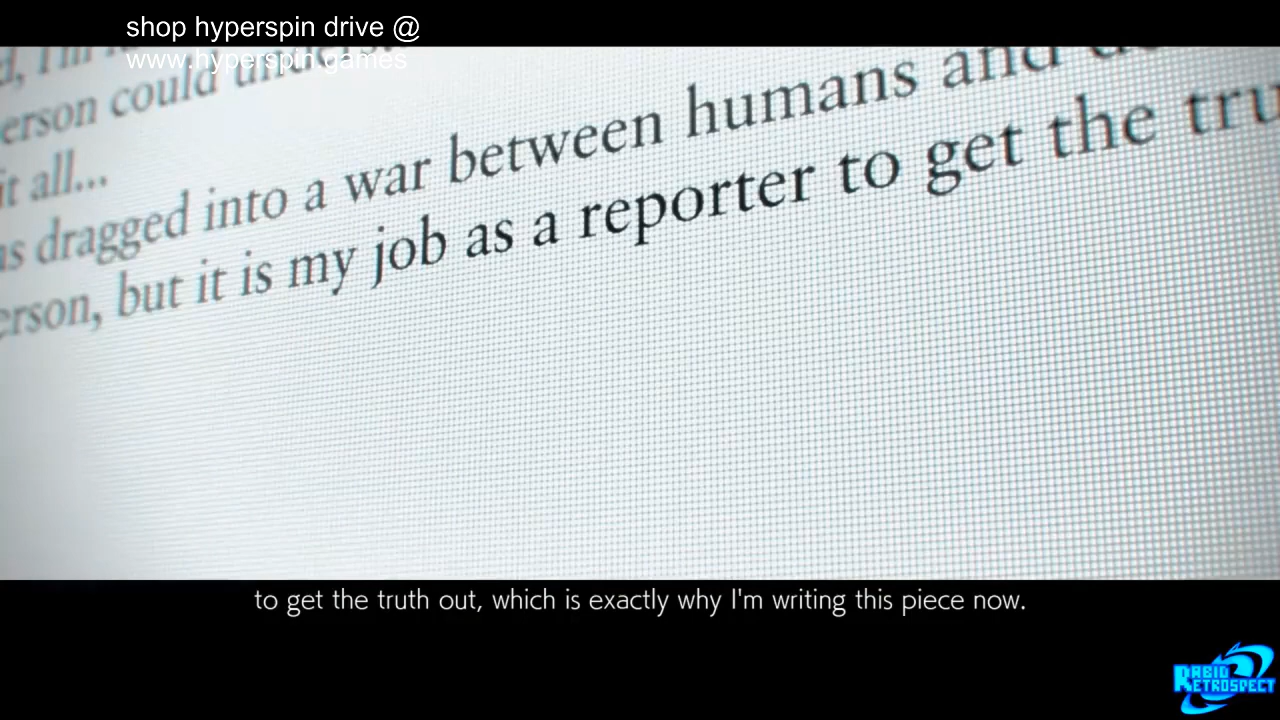 shop hyperspin drive @
www.hyperspin.games
erson could
it all...
as dragged into a war between humans and
erson, but it is my job as a reporter to get the tru
to get the truth out, which is exactly why I'm writing this piece now.
RABID
RETROSPECT